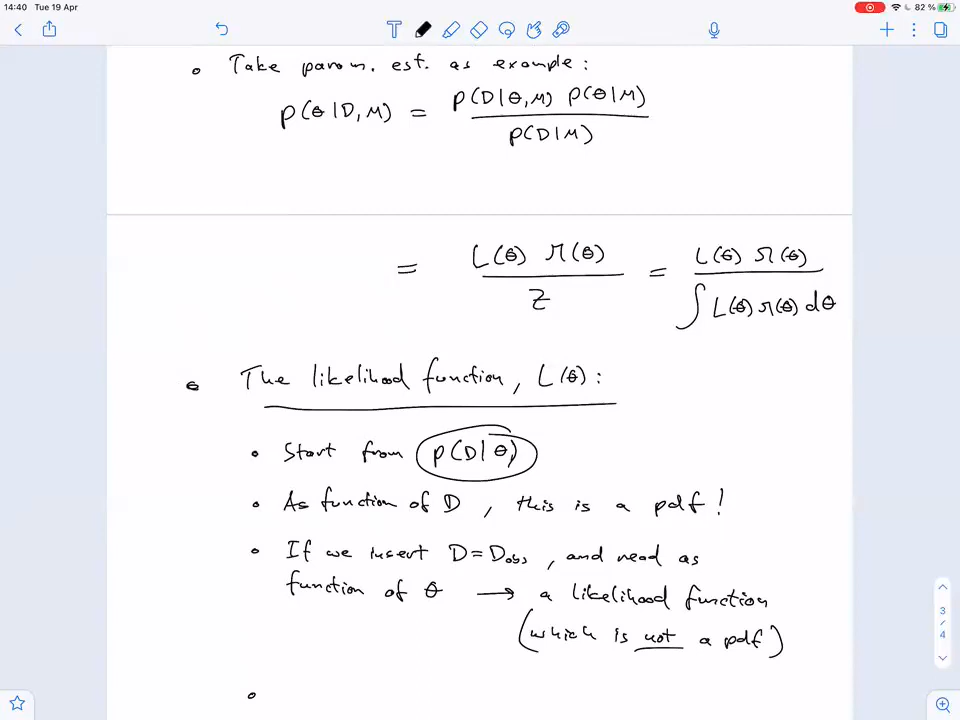 14:40 Tue 19 Apr
82 %
T
• Take param. est. as example:
p(θ|D,M) = p(D|θ,M) p(θ|M) / p(D|M)
= L(θ) π(θ) / Z = L(θ) π(θ) / ∫ L(θ) π(θ) dθ
• The likelihood function, L(θ):
• Start from p(D|θ)
• As function of D, this is a pdf!
• If we insert D = D_obs, and read as
function of θ → a likelihood function
(which is not a pdf)
•
3
/
4